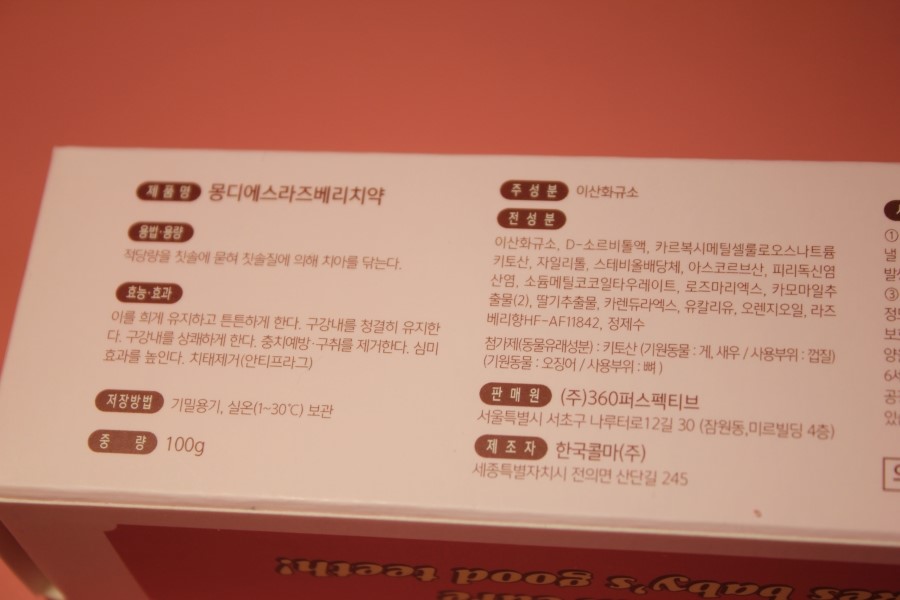 제품명 몽디에스라즈베리치약
용법·용량
적당량을 칫솔에 묻혀 칫솔질에 의해 치아를 닦는다.
효능·효과
이를 희게 유지하고 튼튼하게 한다. 구강내를 청결히 유지한
다. 구강내를 상쾌하게 한다. 충치예방·구취를 제거한다. 심미
효과를 높인다. 치태제거(안티프라그)
저장방법 기밀용기, 실온(1~30℃) 보관
중량 100g
주성분 이산화규소
전성분
이산화규소, D-소르비톨액, 카르복시메틸셀룰로오스나트륨
키토산, 자일리톨, 스테비올배당체, 아스코르브산, 피리독신염
산염, 소듐메틸코코일타우레이트, 로즈마리엑스, 카모마일추
출물(2), 딸기추출물, 카렌듀라엑스, 유칼리유, 오렌지오일, 라즈
베리향HF-AF11842, 정제수
첨가제(동물유래성분) : 키토산 (기원동물 : 게, 새우 / 사용부위 : 껍질)
(기원동물 : 오징어 / 사용부위 : 뼈 )
판매원 (주)360퍼스펙티브
서울특별시 서초구 나루터로12길 30 (잠원동,미르빌딩 4층)
제조자 한국콜마(주)
세종특별자치시 전의면 산단길 245
①
③
6세
baby's
good teeth!